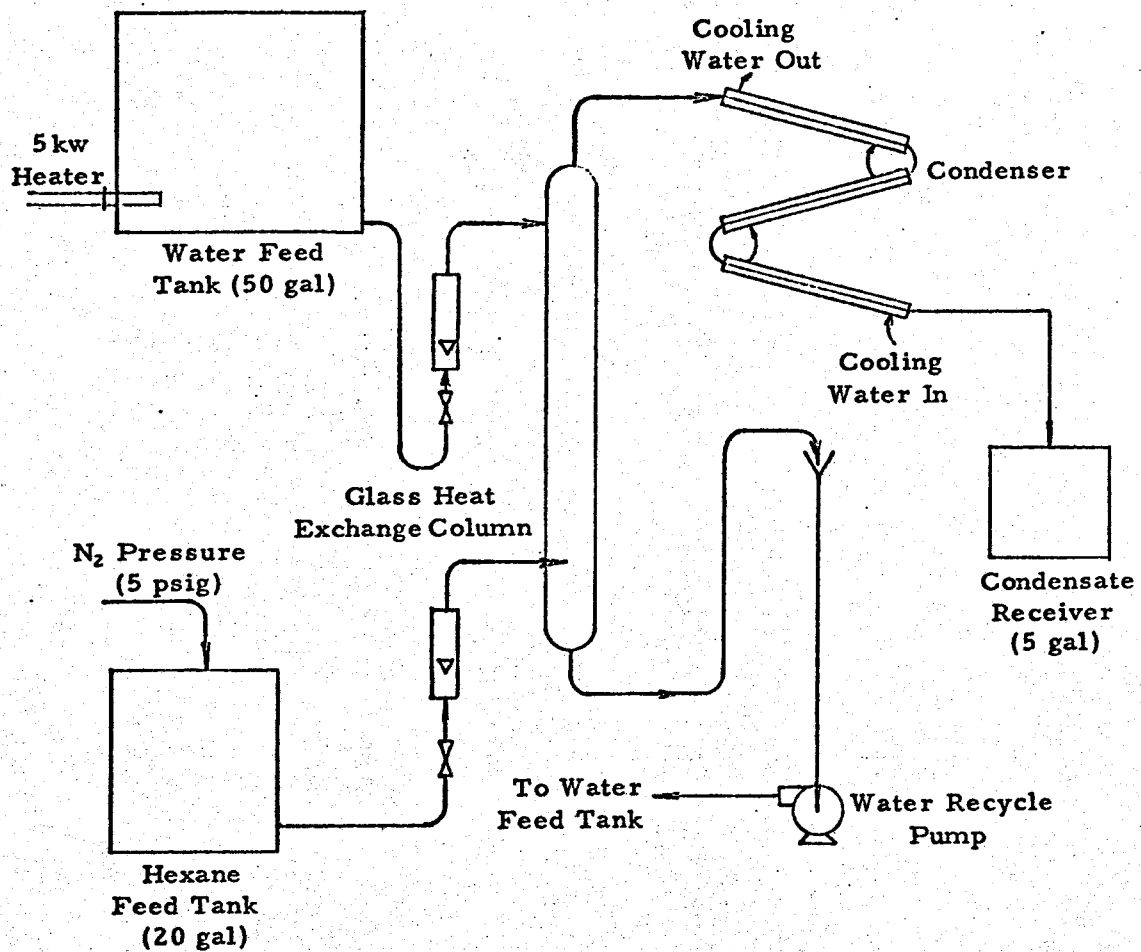 Cooling
Water Out
5 kw
Heater
Condenser
Water Feed
Tank (50 gal)
Cooling
Water In
Glass Heat
Exchange Column
N₂ Pressure
(5 psig)
Condensate
Receiver
(5 gal)
To Water
Feed Tank
Water Recycle
Pump
Hexane
Feed Tank
(20 gal)